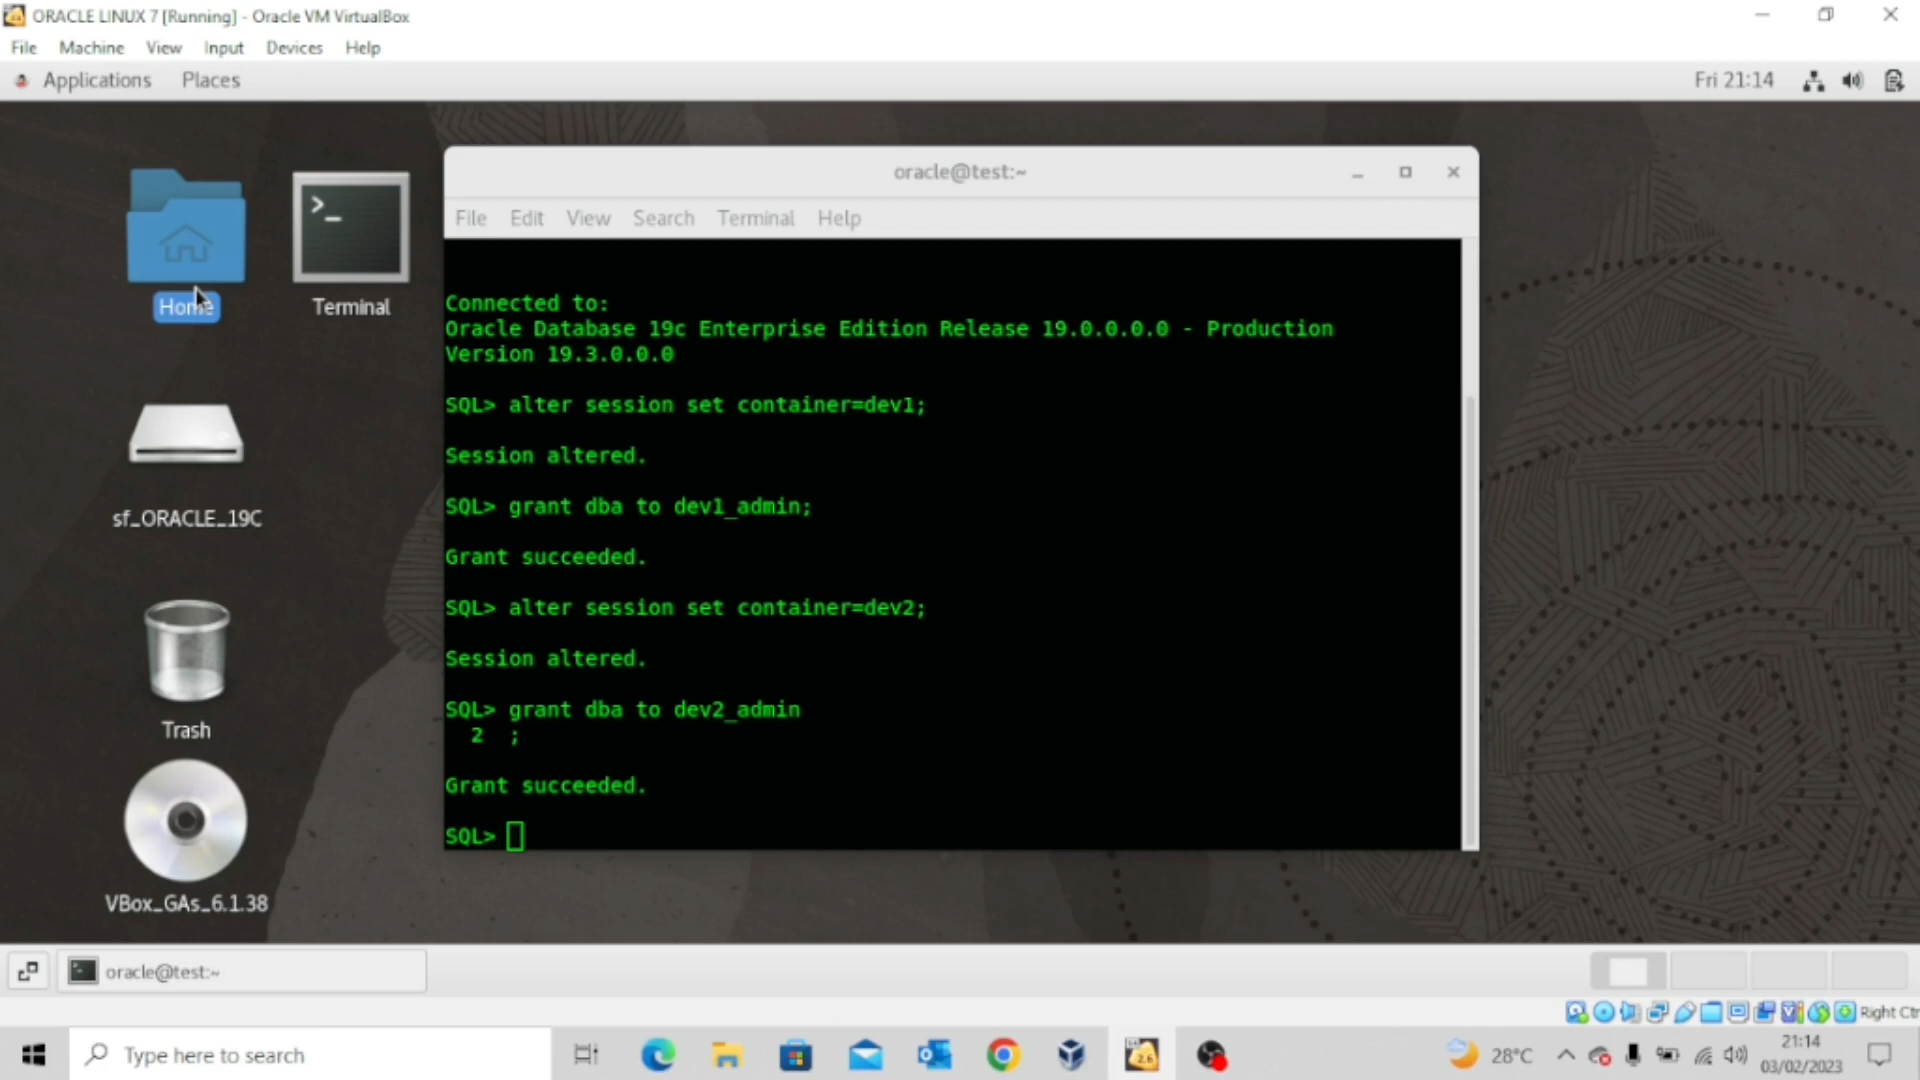 ORACLE LINUX 7 [Running] - Oracle VM VirtualBox
File Machine View Input Devices Help
Applications Places
Fri 21:14
oracle@test:~
File Edit View Search Terminal Help
Home
Terminal
sf_ORACLE_19C
Trash
VBox_GAs_6.1.38
Connected to:
Oracle Database 19c Enterprise Edition Release 19.0.0.0.0 - Production
Version 19.3.0.0.0
SQL> alter session set container=dev1;
Session altered.
SQL> grant dba to dev1_admin;
Grant succeeded.
SQL> alter session set container=dev2;
Session altered.
SQL> grant dba to dev2_admin
2 ;
Grant succeeded.
SQL>
oracle@test:~
Right Ctr
Type here to search
28°C
21:14
03/02/2023